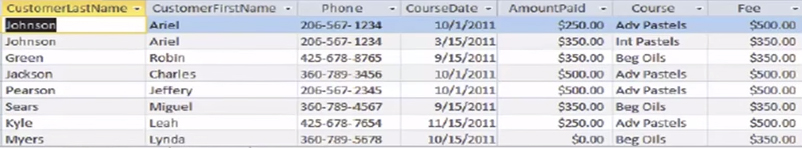 CustomerLastName CustomerFirstName Phone CourseDate AmountPaid Course Fee
Johnson Ariel 206-567-1234 10/1/2011 $250.00 Adv Pastels $500.00
Johnson Ariel 206-567-1234 3/15/2011 $350.00 Int Pastels $350.00
Green Robin 425-678-8765 9/15/2011 $350.00 Beg Oils $350.00
Jackson Charles 360-789-3456 10/1/2011 $500.00 Adv Pastels $500.00
Pearson Jeffery 206-567-2345 10/1/2011 $500.00 Adv Pastels $500.00
Sears Miguel 360-789-4567 9/15/2011 $350.00 Beg Oils $350.00
Kyle Leah 425-678-7654 11/15/2011 $250.00 Adv Pastels $500.00
Myers Lynda 360-789-5678 10/15/2011 $0.00 Beg Oils $350.00